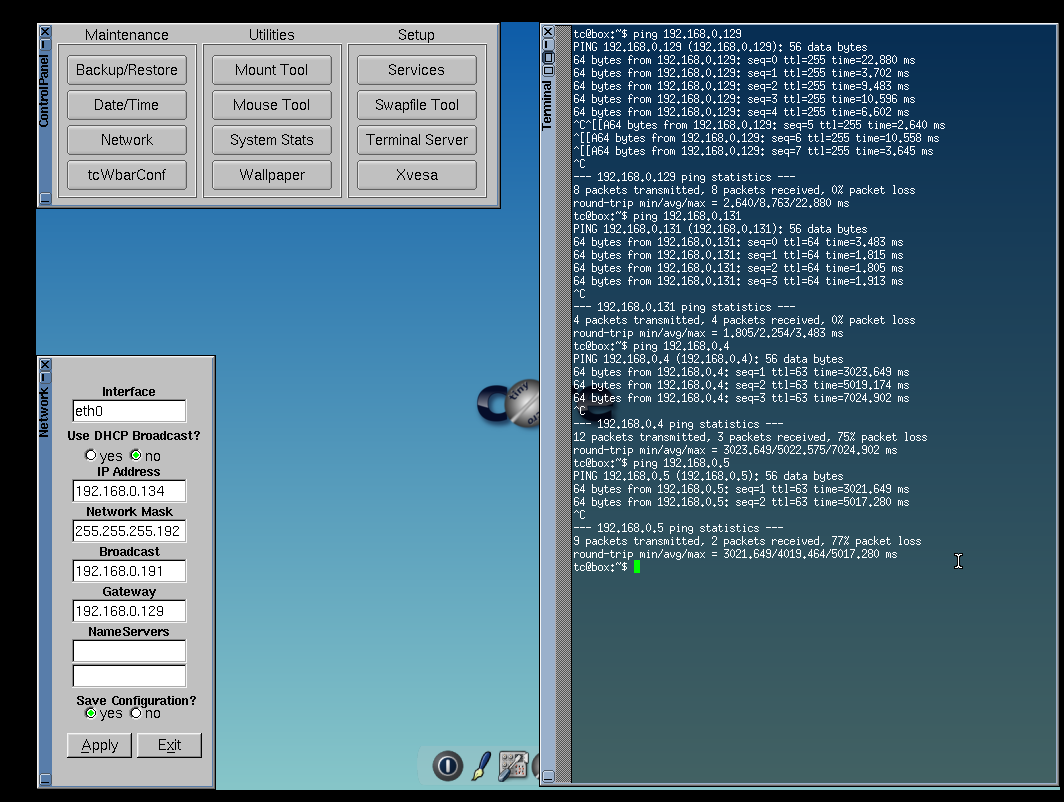 ControlPanel
Maintenance
Backup/Restore
Date/Time
Network
tcWbarConf
Utilities
Mount Tool
Mouse Tool
System Stats
Wallpaper
Setup
Services
Swapfile Tool
Terminal Server
Xvesa
Network
Interface
eth0
Use DHCP Broadcast?
yes no
IP Address
192.168.0.134
Network Mask
255.255.255.192
Broadcast
192.168.0.191
Gateway
192.168.0.129
NameServers
Save Configuration?
yes no
Apply Exit
tiny
Terminal
tc@box:~$ ping 192.168.0.129
PING 192.168.0.129 (192.168.0.129): 56 data bytes
64 bytes from 192.168.0.129: seq=0 ttl=255 time=22.880 ms
64 bytes from 192.168.0.129: seq=1 ttl=255 time=3.702 ms
64 bytes from 192.168.0.129: seq=2 ttl=255 time=9.483 ms
64 bytes from 192.168.0.129: seq=3 ttl=255 time=10.596 ms
64 bytes from 192.168.0.129: seq=4 ttl=255 time=6.602 ms
^C^[[A64 bytes from 192.168.0.129: seq=5 ttl=255 time=2.640 ms
^[[A64 bytes from 192.168.0.129: seq=6 ttl=255 time=10.558 ms
^[[A64 bytes from 192.168.0.129: seq=7 ttl=255 time=3.645 ms
^C
--- 192.168.0.129 ping statistics ---
8 packets transmitted, 8 packets received, 0% packet loss
round-trip min/avg/max = 2.640/8.763/22.880 ms
tc@box:~$ ping 192.168.0.131
PING 192.168.0.131 (192.168.0.131): 56 data bytes
64 bytes from 192.168.0.131: seq=0 ttl=64 time=3.483 ms
64 bytes from 192.168.0.131: seq=1 ttl=64 time=1.815 ms
64 bytes from 192.168.0.131: seq=2 ttl=64 time=1.805 ms
64 bytes from 192.168.0.131: seq=3 ttl=64 time=1.913 ms
^C
--- 192.168.0.131 ping statistics ---
4 packets transmitted, 4 packets received, 0% packet loss
round-trip min/avg/max = 1.805/2.254/3.483 ms
tc@box:~$ ping 192.168.0.4
PING 192.168.0.4 (192.168.0.4): 56 data bytes
64 bytes from 192.168.0.4: seq=1 ttl=63 time=3023.649 ms
64 bytes from 192.168.0.4: seq=2 ttl=63 time=5019.174 ms
64 bytes from 192.168.0.4: seq=3 ttl=63 time=7024.902 ms
^C
--- 192.168.0.4 ping statistics ---
12 packets transmitted, 3 packets received, 75% packet loss
round-trip min/avg/max = 3023.649/5022.575/7024.902 ms
tc@box:~$ ping 192.168.0.5
PING 192.168.0.5 (192.168.0.5): 56 data bytes
64 bytes from 192.168.0.5: seq=1 ttl=63 time=3021.649 ms
64 bytes from 192.168.0.5: seq=2 ttl=63 time=5017.280 ms
^C
--- 192.168.0.5 ping statistics ---
9 packets transmitted, 2 packets received, 77% packet loss
round-trip min/avg/max = 3021.649/4019.464/5017.280 ms
tc@box:~$